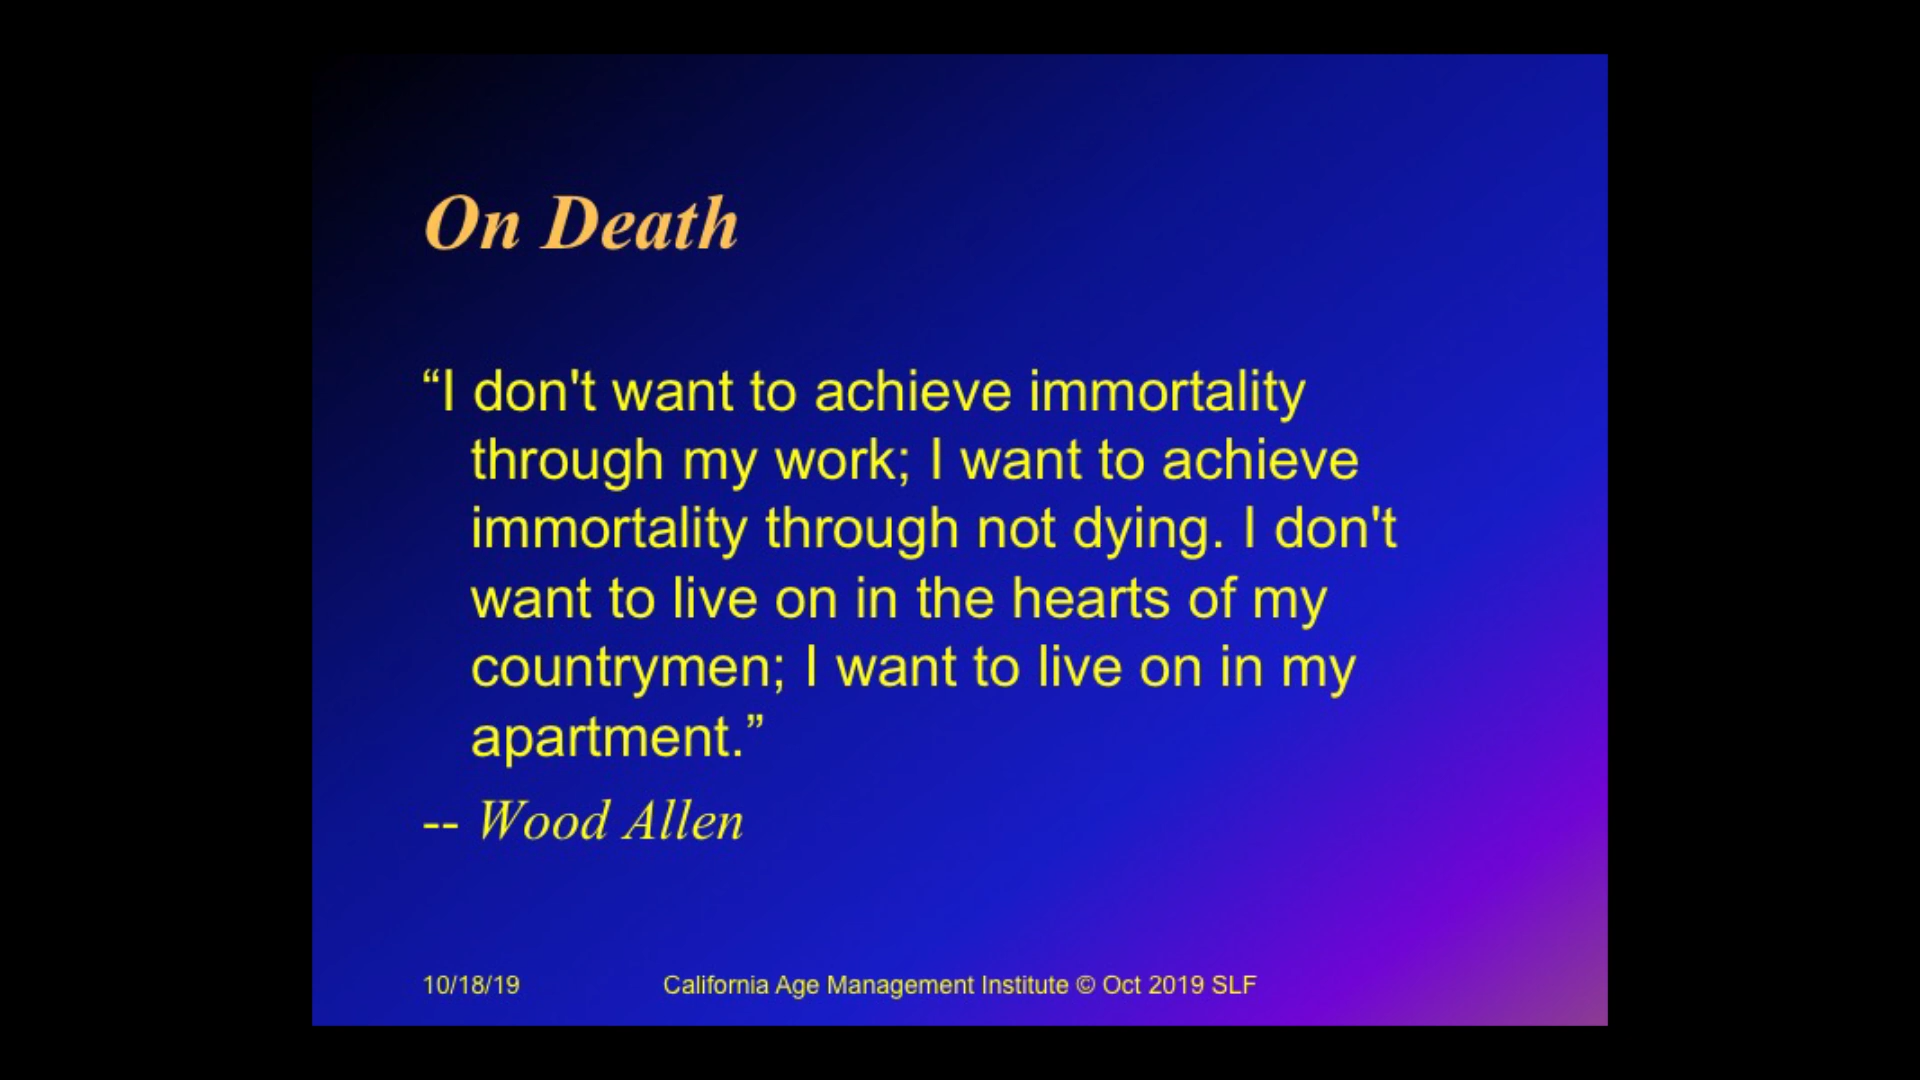 On Death
“I don't want to achieve immortality
through my work; I want to achieve
immortality through not dying. I don't
want to live on in the hearts of my
countrymen; I want to live on in my
apartment.”
-- Wood Allen
10/18/19 California Age Management Institute © Oct 2019 SLF